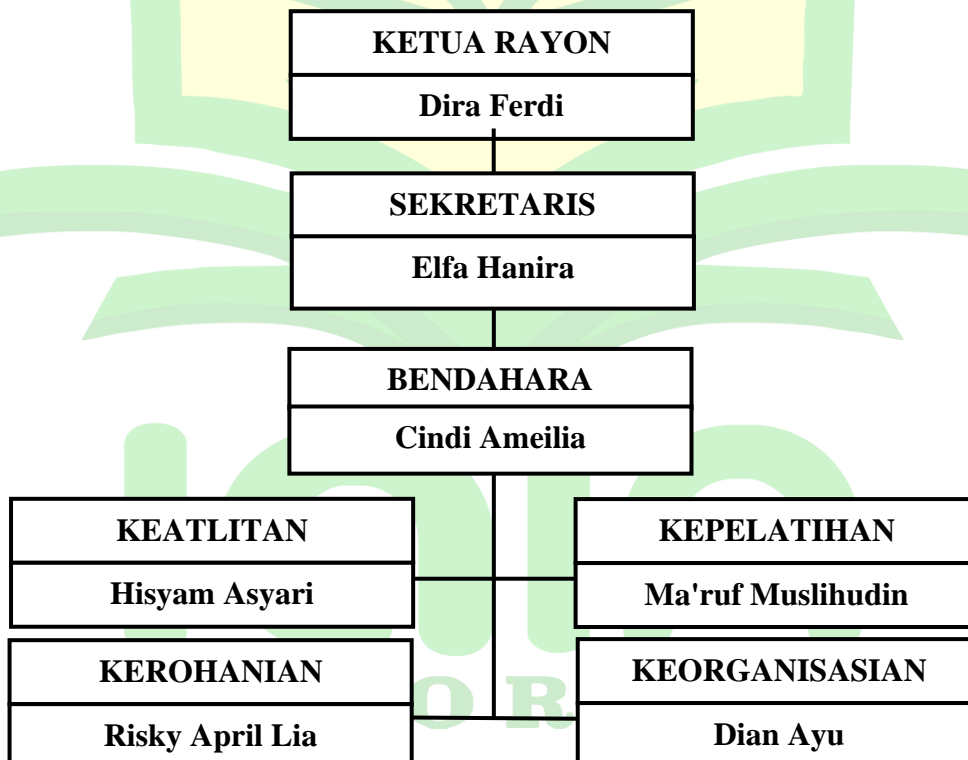 KETUA RAYON
Dira Ferdi
SEKRETARIS
Elfa Hanira
BENDAHARA
Cindi Ameilia
KEATLITAN
Hisyam Asyari
KEPELATIHAN
Ma'ruf Muslihudin
KEROHANIAN
Risky April Lia
KEORGANISASIAN
Dian Ayu